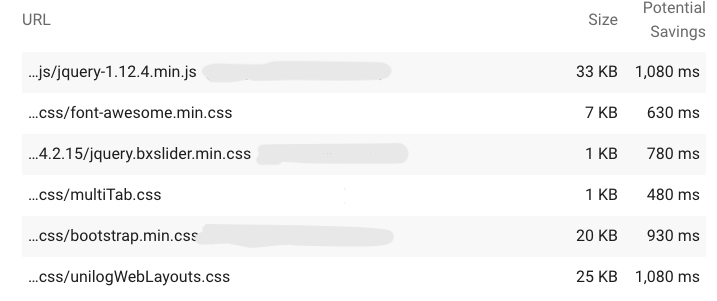 URL Size Potential Savings
…js/jquery-1.12.4.min.js 33 KB 1,080 ms
…css/font-awesome.min.css 7 KB 630 ms
…4.2.15/jquery.bxslider.min.css 1 KB 780 ms
…css/multiTab.css 1 KB 480 ms
…css/bootstrap.min.css 20 KB 930 ms
…css/unilogWebLayouts.css 25 KB 1,080 ms